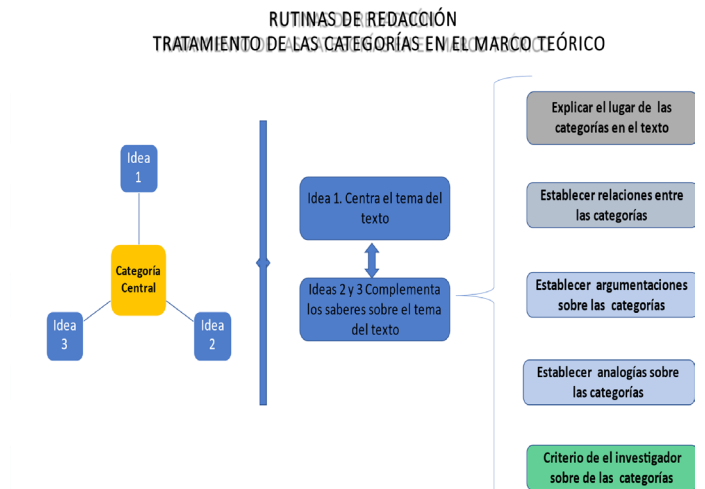 RUTINAS DE REDACCIÓN
TRATAMIENTO DE LAS CATEGORÍAS EN EL MARCO TEÓRICO
Idea
1
Categoría
Central
Idea
3
Idea
2
Idea 1. Centra el tema del
texto
Ideas 2 y 3 Complementa
los saberes sobre el tema
del texto
Explicar el lugar de las
categorías en el texto
Establecer relaciones entre
las categorías
Establecer argumentaciones
sobre las categorías
Establecer analogías sobre
las categorías
Criterio de el investigador
sobre de las categorías